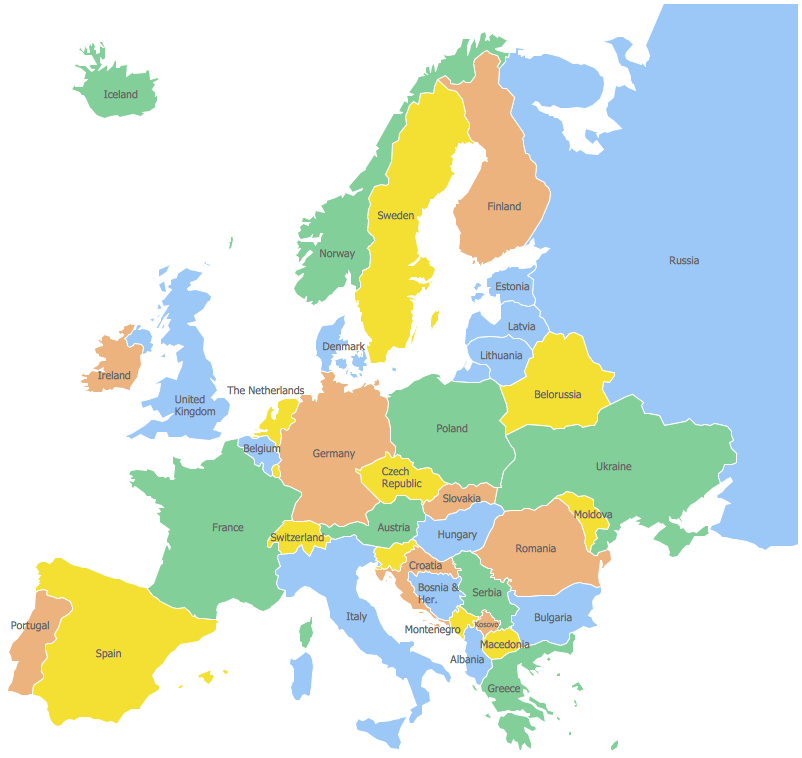 Iceland
Sweden
Finland
Norway
Russia
Estonia
Latvia
Denmark
Lithuania
Ireland
The Netherlands
Belorussia
United
Kingdom
Poland
Belgium
Germany
Ukraine
Czech
Republic
Slovakia
Moldova
France
Austria
Switzerland
Hungary
Romania
Croatia
Bosnia &
Her.
Serbia
Italy
Bulgaria
Portugal
Kosovo
Montenegro
Macedonia
Spain
Albania
Greece